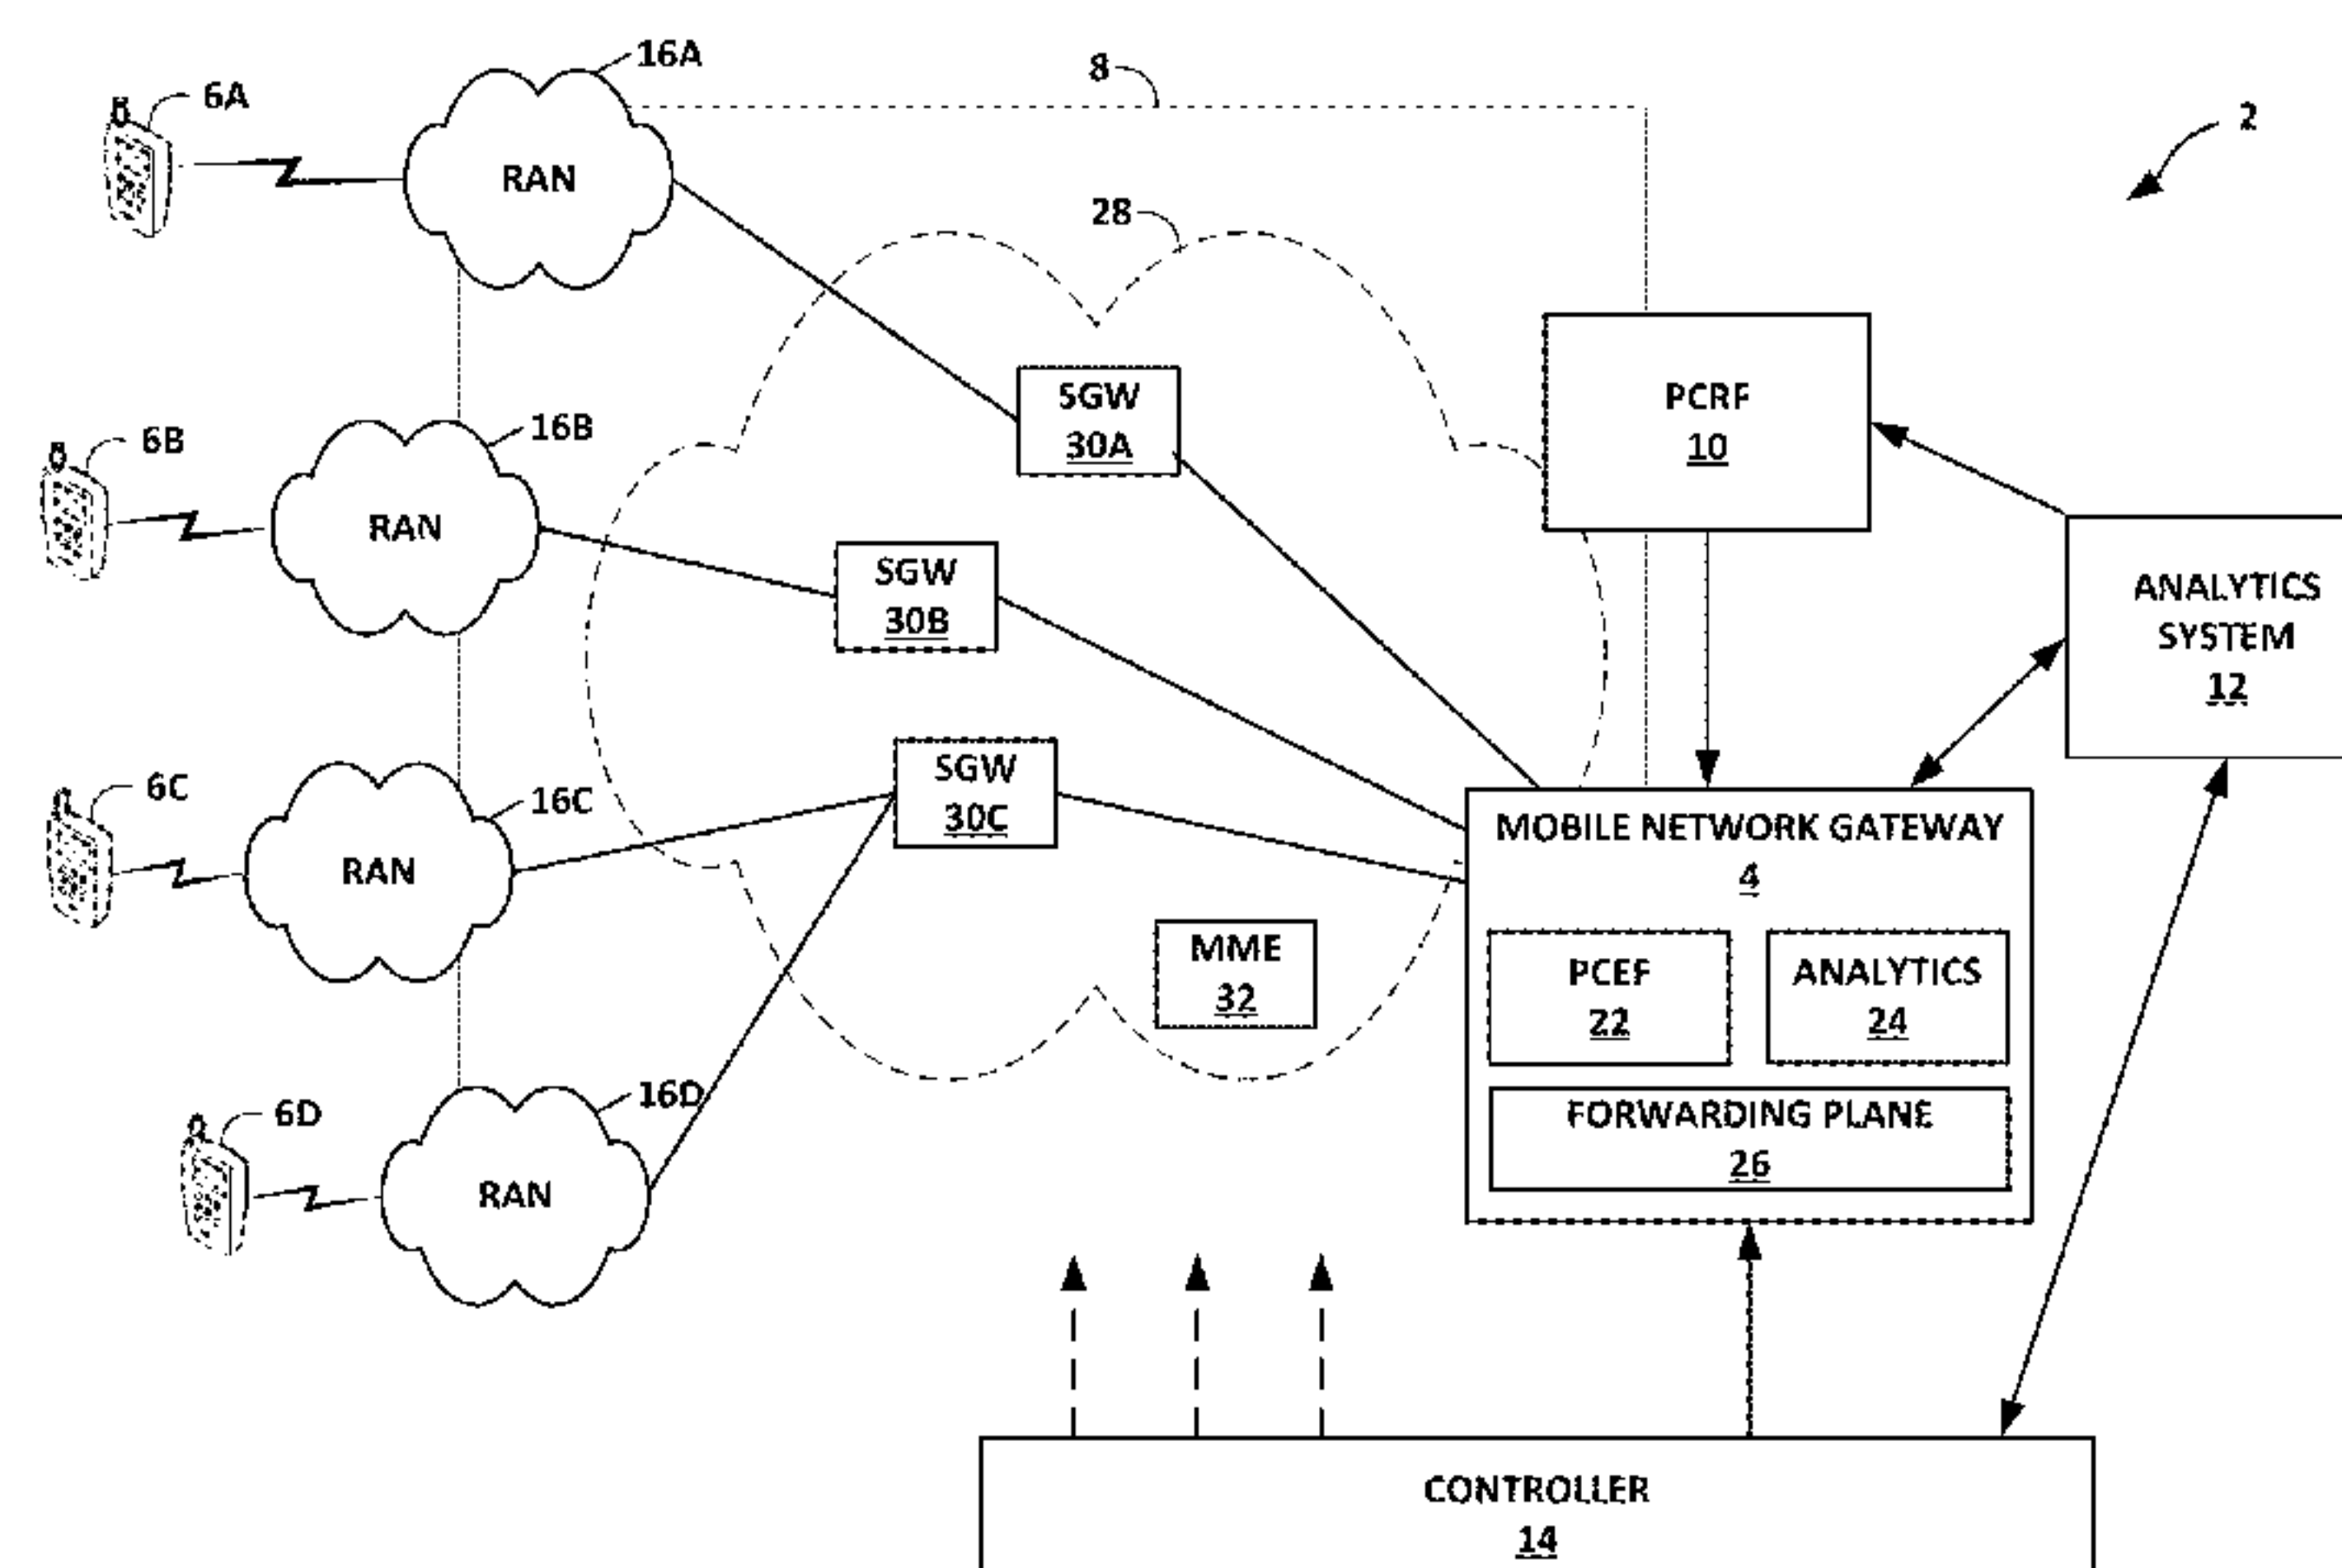 16A
8
2
6A
RAN
28
SGW
30A
PCRF
10
16B
6B
RAN
SGW
30B
ANALYTICS
SYSTEM
12
SGW
30C
6C
16C
RAN
MOBILE NETWORK GATEWAY
4
MME
32
PCEF
22
ANALYTICS
24
16D
6D
RAN
FORWARDING PLANE
26
CONTROLLER
14